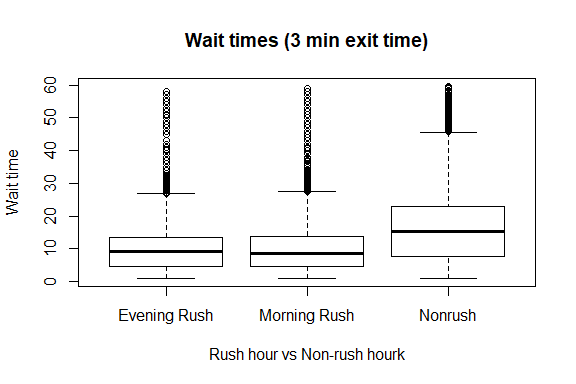 Wait times (3 min exit time)
Wait time
60
50
40
30
20
10
0
Evening Rush Morning Rush Nonrush
Rush hour vs Non-rush hourk